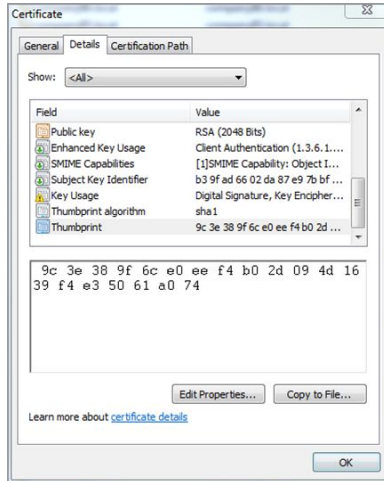 Certificate
General Details Certification Path
Show: <All>
Field Value
Public key RSA (2048 Bits)
Enhanced Key Usage Client Authentication (1.3.6.1....
SMIME Capabilities [1]SMIME Capability: Object I...
Subject Key Identifier b3 9f ad 66 02 da 87 e9 7b bf ...
Key Usage Digital Signature, Key Encipher...
Thumbprint algorithm sha1
Thumbprint 9c 3e 38 9f 6c e0 ee f4 b0 2d ...
9c 3e 38 9f 6c e0 ee f4 b0 2d 09 4d 16
39 f4 e3 50 61 a0 74
Edit Properties... Copy to File...
Learn more about certificate details
OK